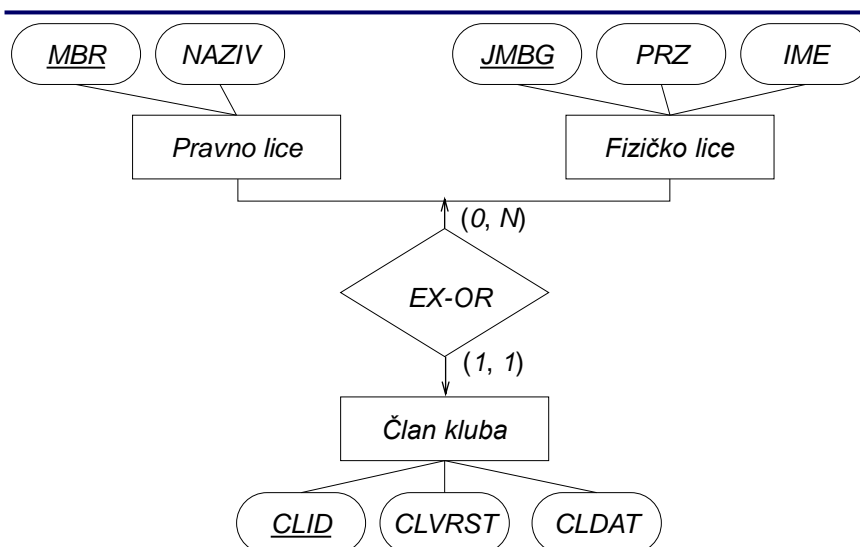 MBR NAZIV JMBG PRZ IME
Pravno lice Fizičko lice
(0, N)
EX-OR
(1, 1)
Član kluba
CLID CLVRST CLDAT